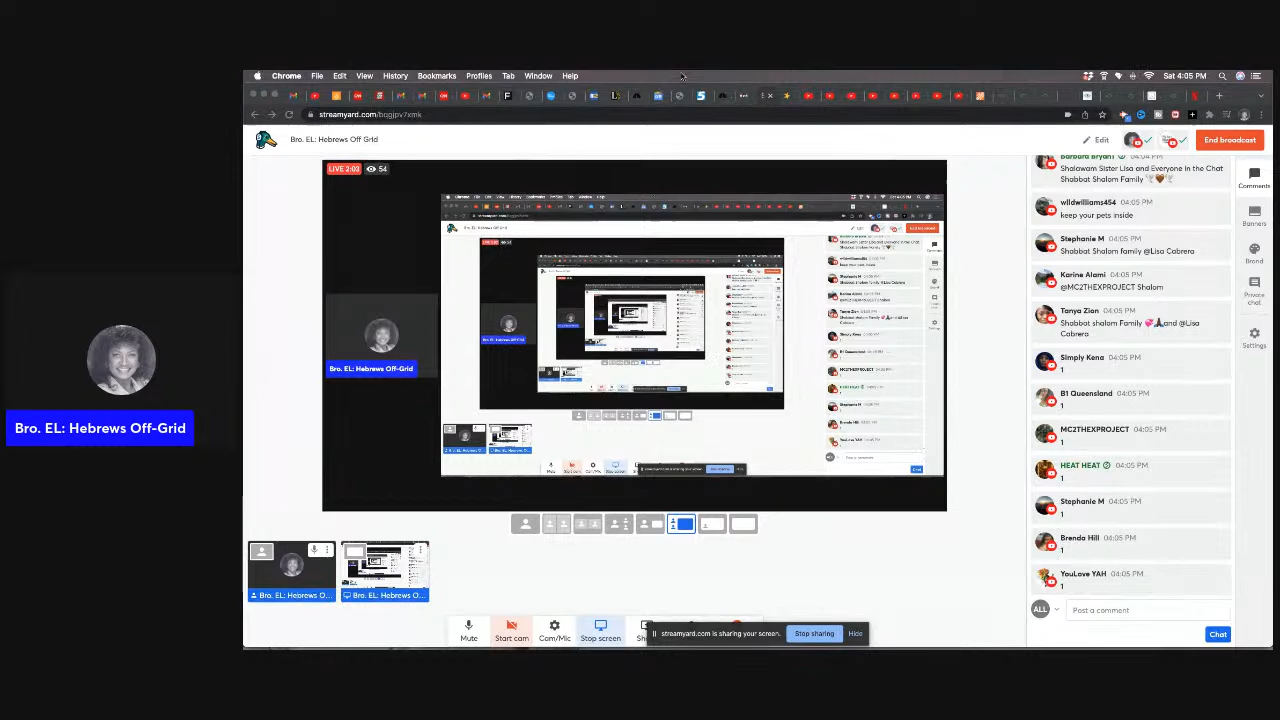 Chrome File Edit View History Bookmarks Profiles Tab Window Help
Sat 4:05 PM
streamyard.com/bqgjpv7xmk
Bro. EL: Hebrews Off Grid
Edit
End broadcast
LIVE 2:03 54
Bro. EL: Hebrews Off-Grid
Bro. EL: Hebrews Off-Grid
Barbara Bryant 04:04 PM
Shalawam Sister Lisa and Everyone in the Chat
Shabbat Shalom Family
wildwilliams454 04:05 PM
keep your pets inside
Stephanie M 04:05 PM
Shabbat Shalom family @Lisa Cabrera
Karine Alami 04:05 PM
@MC2THEXPROJECT Shalom
Tanya Zion 04:05 PM
Shabbat shalom Family and @Lisa
Cabrera
Simply Kena 04:05 PM
1
B1 Queensland 04:05 PM
1
MC2THEXPROJECT 04:05 PM
1
HEAT HEAT 04:05 PM
1
Stephanie M 04:05 PM
1
Brenda Hill 04:05 PM
1
YouLove YAH 04:05 PM
1
ALL
Post a comment
Chat
Comments
Banners
Brand
Private
chat
Settings
Bro. EL: Hebrews O...
Bro. EL: Hebrews O...
Mute
Start cam
Cam/Mic
Stop screen
streamyard.com is sharing your screen.
Stop sharing
Hide